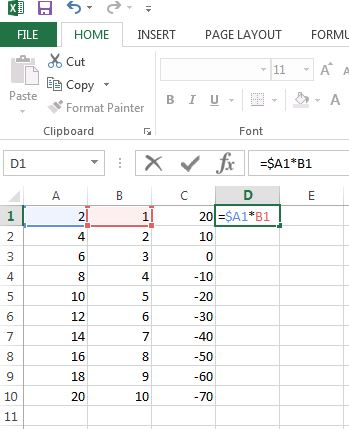 FILE HOME INSERT PAGE LAYOUT FORMU
Cut
Copy
Format Painter
Paste
Clipboard
11 A A
B I U A
Font
D1 fx =$A1*B1
A B C D E
1 2 1 20 =$A1*B1
2 4 2 10
3 6 3 0
4 8 4 -10
5 10 5 -20
6 12 6 -30
7 14 7 -40
8 16 8 -50
9 18 9 -60
10 20 10 -70
11